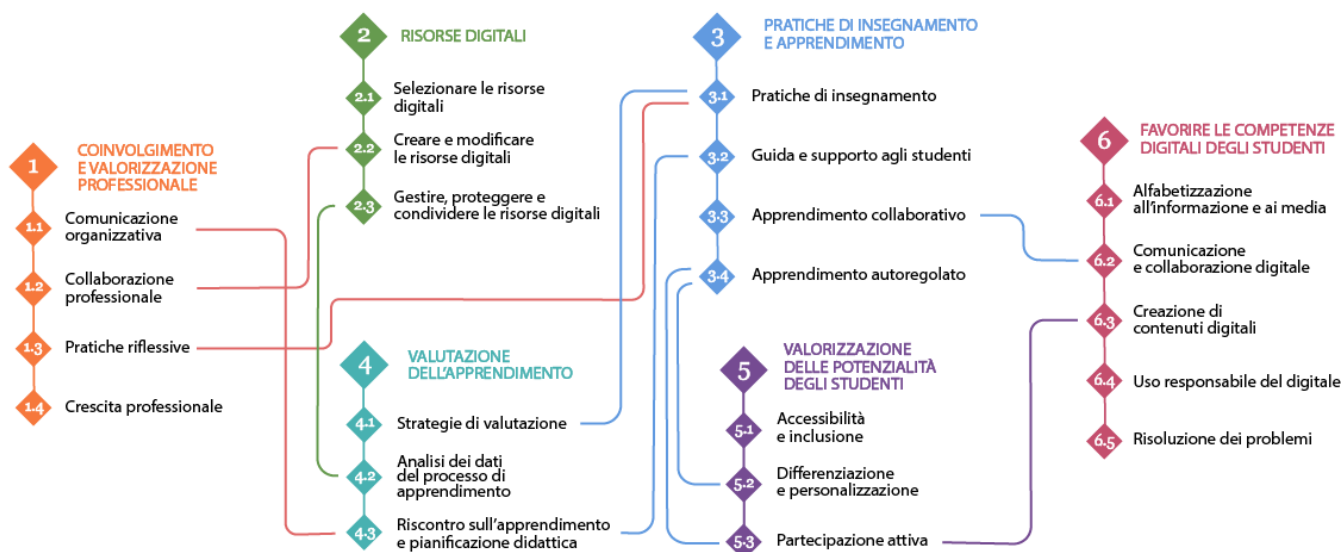 1
COINVOLGIMENTO
E VALORIZZAZIONE
PROFESSIONALE
1.1
Comunicazione
organizzativa
1.2
Collaborazione
professionale
1.3
Pratiche riflessive
1.4
Crescita professionale
2
RISORSE DIGITALI
2.1
Selezionare le risorse
digitali
2.2
Creare e modificare
le risorse digitali
2.3
Gestire, proteggere e
condividere le risorse digitali
3
PRATICHE DI INSEGNAMENTO
E APPRENDIMENTO
3.1
Pratiche di insegnamento
3.2
Guida e supporto agli studenti
3.3
Apprendimento collaborativo
3.4
Apprendimento autoregolato
4
VALUTAZIONE
DELL'APPRENDIMENTO
4.1
Strategie di valutazione
4.2
Analisi dei dati
del processo di
apprendimento
4.3
Riscontro sull'apprendimento
e pianificazione didattica
5
VALORIZZAZIONE
DELLE POTENZIALITÀ
DEGLI STUDENTI
5.1
Accessibilità
e inclusione
5.2
Differenziazione
e personalizzazione
5.3
Partecipazione attiva
6
FAVORIRE LE COMPETENZE
DIGITALI DEGLI STUDENTI
6.1
Alfabetizzazione
all'informazione e ai media
6.2
Comunicazione
e collaborazione digitale
6.3
Creazione di
contenuti digitali
6.4
Uso responsabile del digitale
6.5
Risoluzione dei problemi